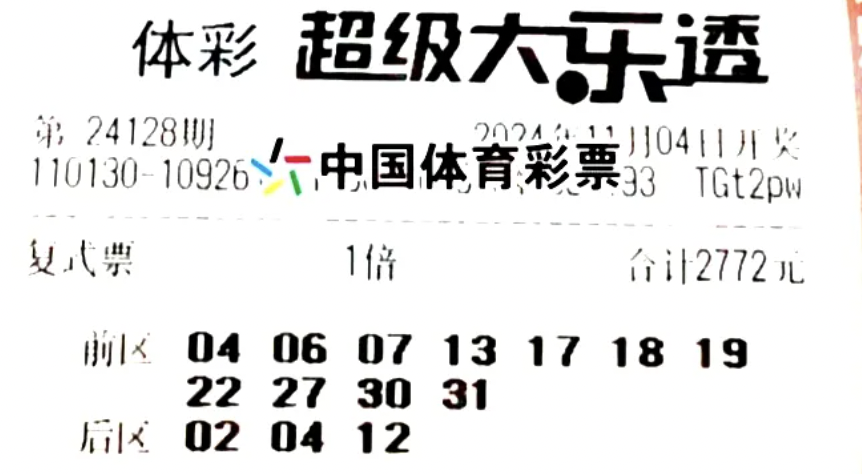 体彩 超级大乐透
第 24128期 2024年11月04日开奖
110130-10926 93 TGt2pw
中国体育彩票
复式票 1倍 合计2772元
前区 04 06 07 13 17 18 19
22 27 30 31
后区 02 04 12